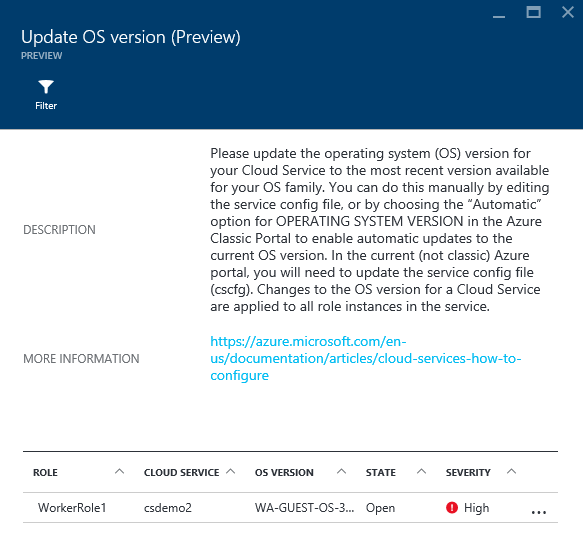 Update OS version (Preview)
PREVIEW
Filter
DESCRIPTION
Please update the operating system (OS) version for
your Cloud Service to the most recent version available
for your OS family. You can do this manually by editing
the service config file, or by choosing the “Automatic”
option for OPERATING SYSTEM VERSION in the Azure
Classic Portal to enable automatic updates to the
current OS version. In the current (not classic) Azure
portal, you will need to update the service config file
(cscfg). Changes to the OS version for a Cloud Service
are applied to all role instances in the service.
MORE INFORMATION
https://azure.microsoft.com/en-
us/documentation/articles/cloud-services-how-to-
configure
ROLE CLOUD SERVICE OS VERSION STATE SEVERITY
WorkerRole1 csdemo2 WA-GUEST-OS-3... Open High ...